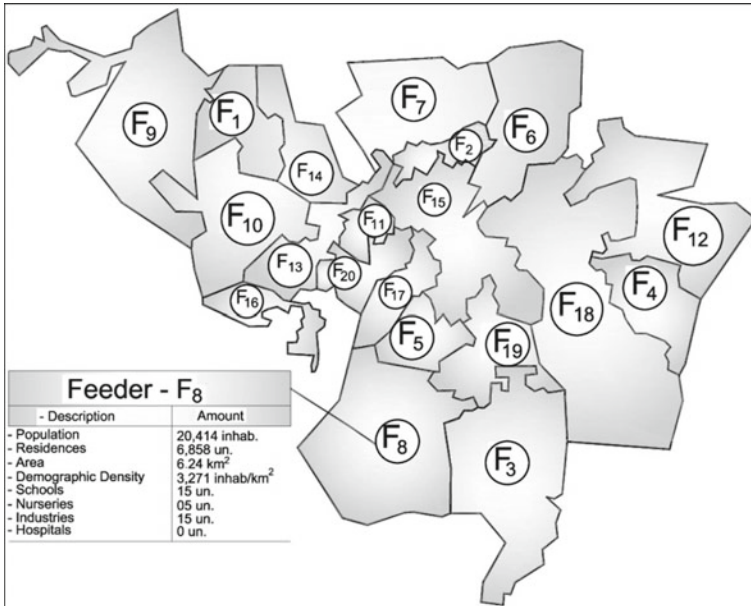 F9
F1
F7
F2
F6
F14
F15
F10
F11
F12
F13
F20
F4
F16
F17
F18
F5
F19
F8
F3
Feeder - F8
- Description Amount
- Population 20,414 inhab.
- Residences 6,858 un.
- Area 6.24 km²
- Demographic Density 3,271 inhab/km²
- Schools 15 un.
- Nurseries 05 un.
- Industries 15 un.
- Hospitals 0 un.